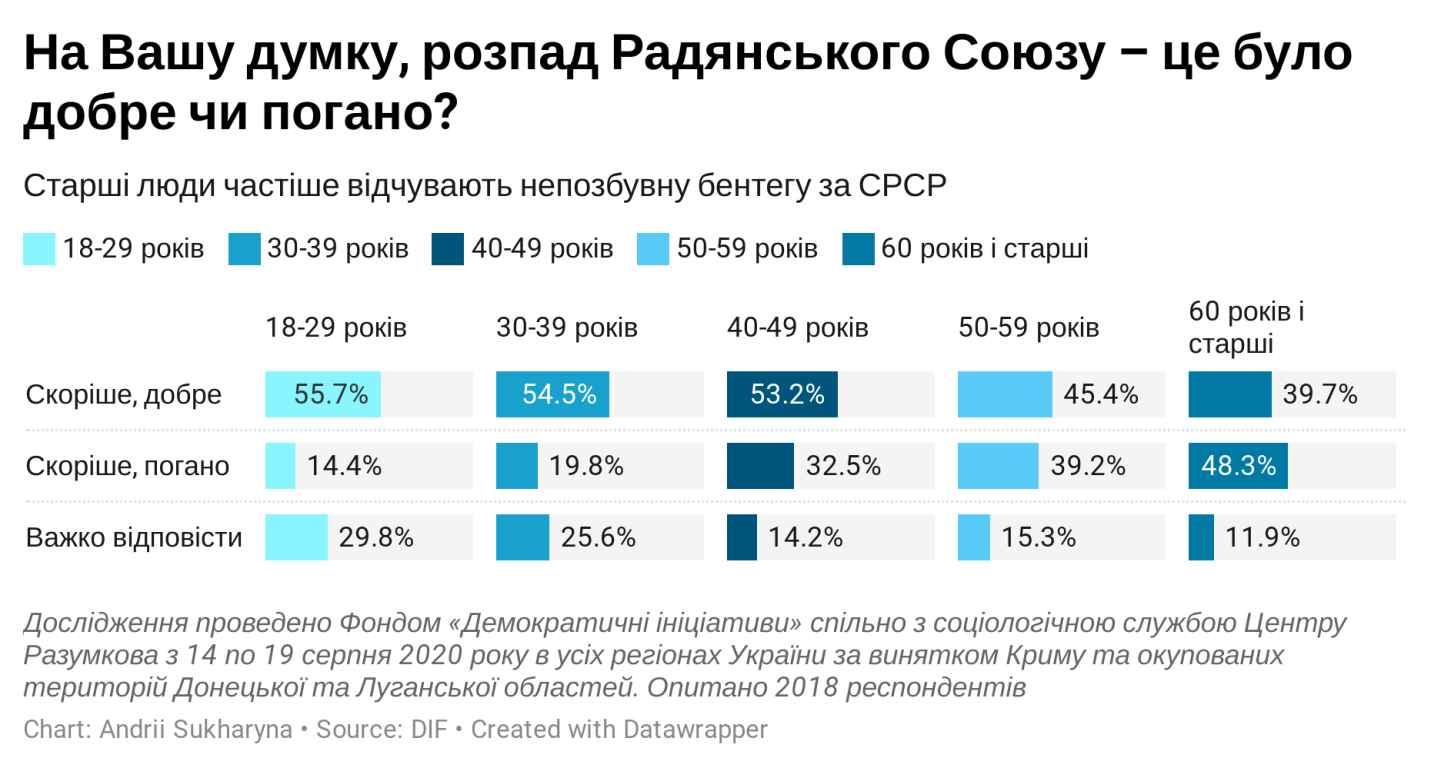 На Вашу думку, розпад Радянського Союзу – це було
добре чи погано?
Старші люди частіше відчувають непозбувну бентегу за СРСР
18-29 років 30-39 років 40-49 років 50-59 років 60 років і старші
18-29 років 30-39 років 40-49 років 50-59 років 60 років і
старші
Скоріше, добре 55.7% 54.5% 53.2% 45.4% 39.7%
Скоріше, погано 14.4% 19.8% 32.5% 39.2% 48.3%
Важко відповісти 29.8% 25.6% 14.2% 15.3% 11.9%
Дослідження проведено Фондом «Демократичні ініціативи» спільно з соціологічною службою Центру
Разумкова з 14 по 19 серпня 2020 року в усіх регіонах України за винятком Криму та окупованих
територій Донецької та Луганської областей. Опитано 2018 респондентів
Chart: Andrii Sukharyna • Source: DIF • Created with Datawrapper